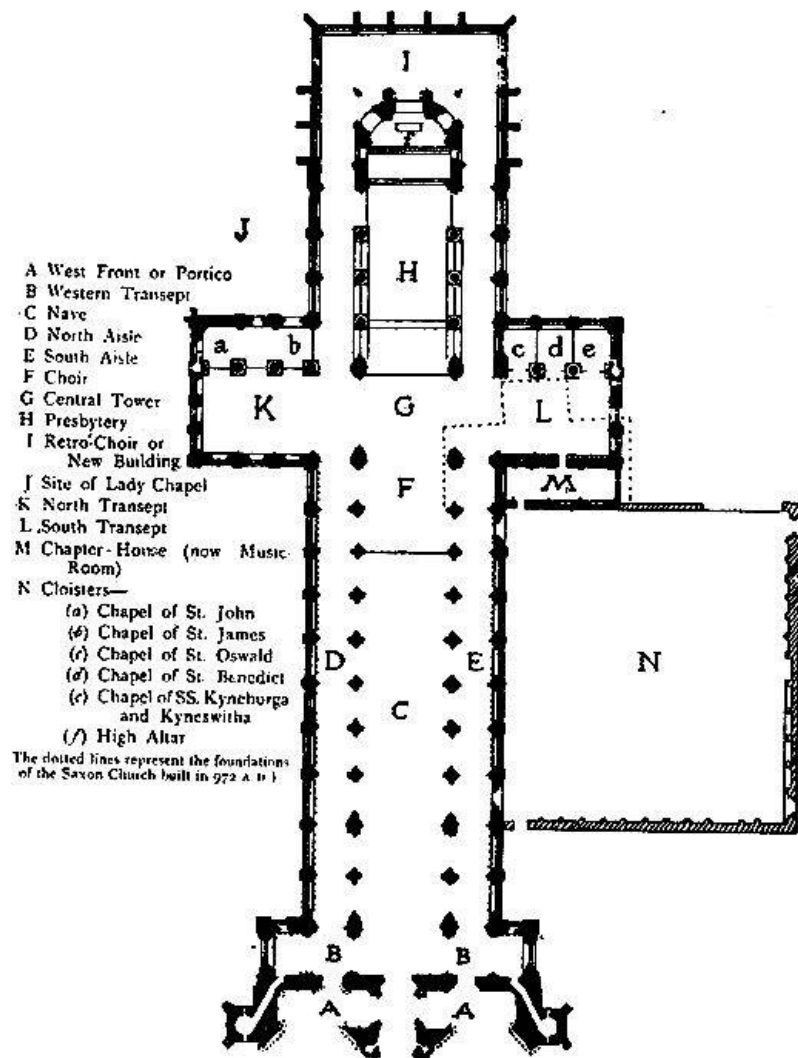 I
f
J
H
A West Front or Portico
B Western Transept
C Nave
D North Aisle
E South Aisle
F Choir
G Central Tower
H Presbytery
I Retro-Choir or
New Building
J Site of Lady Chapel
K North Transept
L South Transept
M Chapter-House (now Music-
Room)
N Cloisters—
(a) Chapel of St. John
(b) Chapel of St. James
(c) Chapel of St. Oswald
(d) Chapel of St. Benedict
(e) Chapel of SS. Kyneburga
and Kyneswitha
(f) High Altar
The dotted lines represent the foundations
of the Saxon Church built in 972 A.D.)
a b
c d e
K G L
F M
D C E N
B B
A A